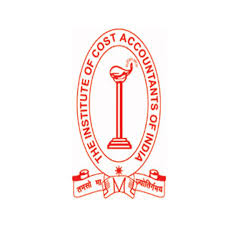 THE INSTITUTE OF COST ACCOUNTANTS OF INDIA
तमसो मा ज्योतिर्गमय